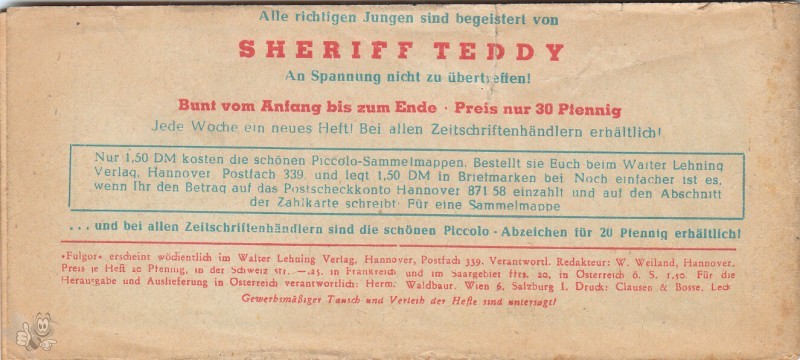 Alle richtigen Jungen sind begeistert von
SHERIFF TEDDY
An Spannung nicht zu übertreffen!
Bunt vom Anfang bis zum Ende · Preis nur 30 Pfennig
Jede Woche ein neues Heft! Bei allen Zeitschriftenhändlern erhältlich!
Nur 1,50 DM kosten die schönen Piccolo-Sammelmappen. Bestellt sie Euch beim Walter Lehning
Verlag, Hannover, Postfach 339, und legt 1,50 DM in Briefmarken bei. Noch einfacher ist es,
wenn Ihr den Betrag auf das Postscheckkonto Hannover 871 58 einzahlt und auf den Abschnitt
der Zahlkarte schreibt: Für eine Sammelmappe
... und bei allen Zeitschriftenhändlern sind die schönen Piccolo - Abzeichen für 20 Pfennig erhältlich!
»Fulgor« erscheint wöchentlich im Walter Lehning Verlag, Hannover, Postfach 339. Verantwortl. Redakteur: W. Weiland, Hannover.
Preis je Heft 20 Pfennig, in der Schweiz sfr. —.25, in Frankreich und im Saargebiet ffrs. 20, in Österreich ö. S. 1,50. Für die
Herausgabe und Auslieferung in Österreich verantwortlich: Herm. Waldbaur, Wien 6, Salzburg 1. Druck: Clausen & Bosse, Leck
Gewerbsmäßiger Tausch und Verleih der Hefte sind untersagt!